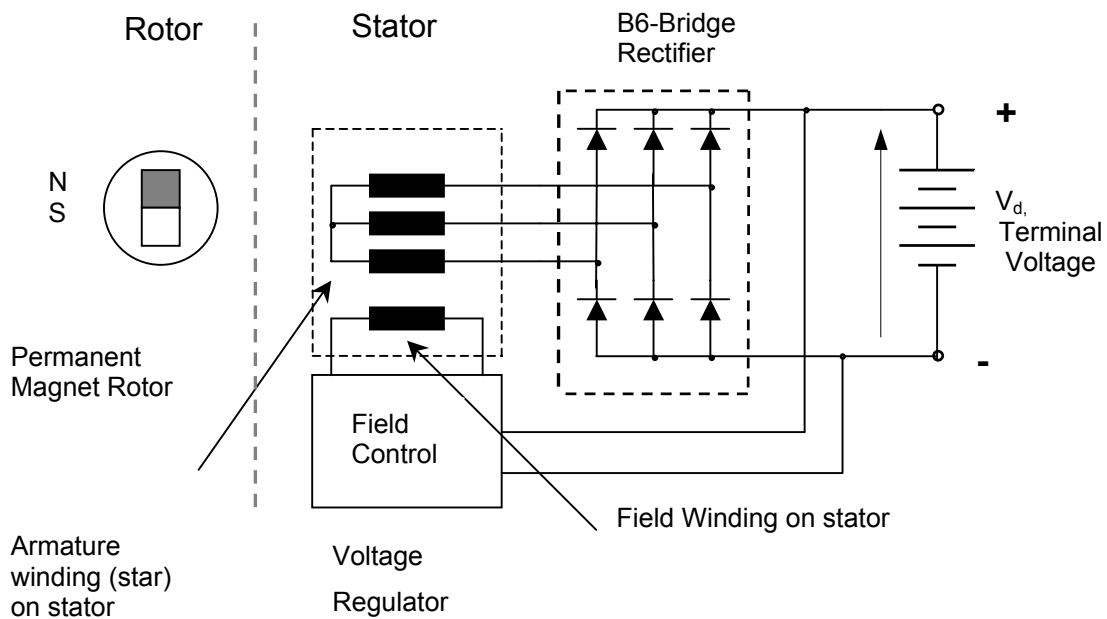 Rotor
Stator
B6-Bridge
Rectifier
+
N
S
V_d,
Terminal
Voltage
-
Permanent
Magnet Rotor
Field
Control
Field Winding on stator
Armature
winding (star)
on stator
Voltage
Regulator